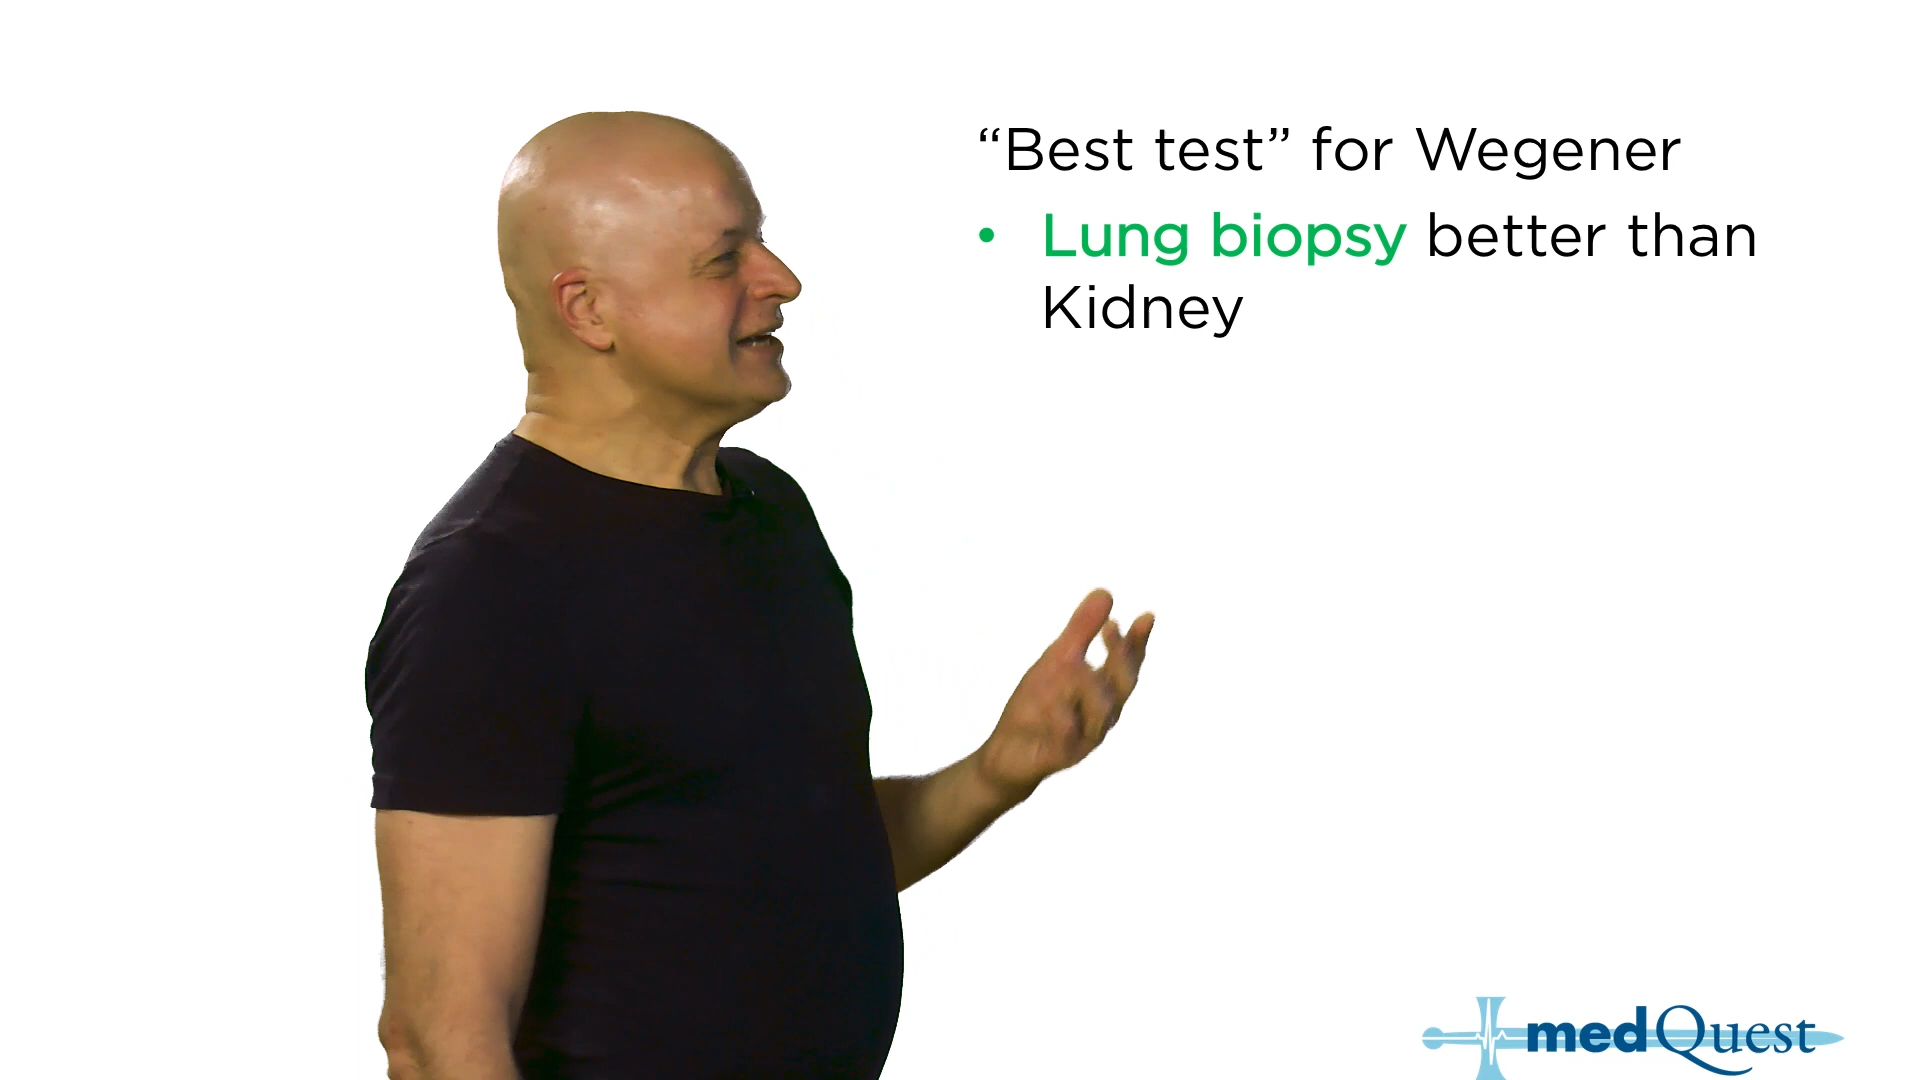 “Best test” for Wegener
• Lung biopsy better than
Kidney
medQuest